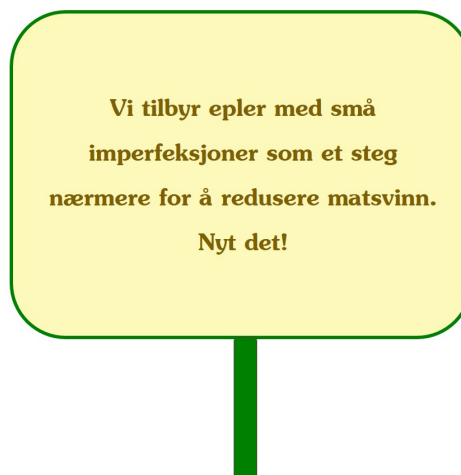 Vi tilbyr epler med små
imperfeksjoner som et steg
nærmere for å redusere matsvinn.
Nyt det!